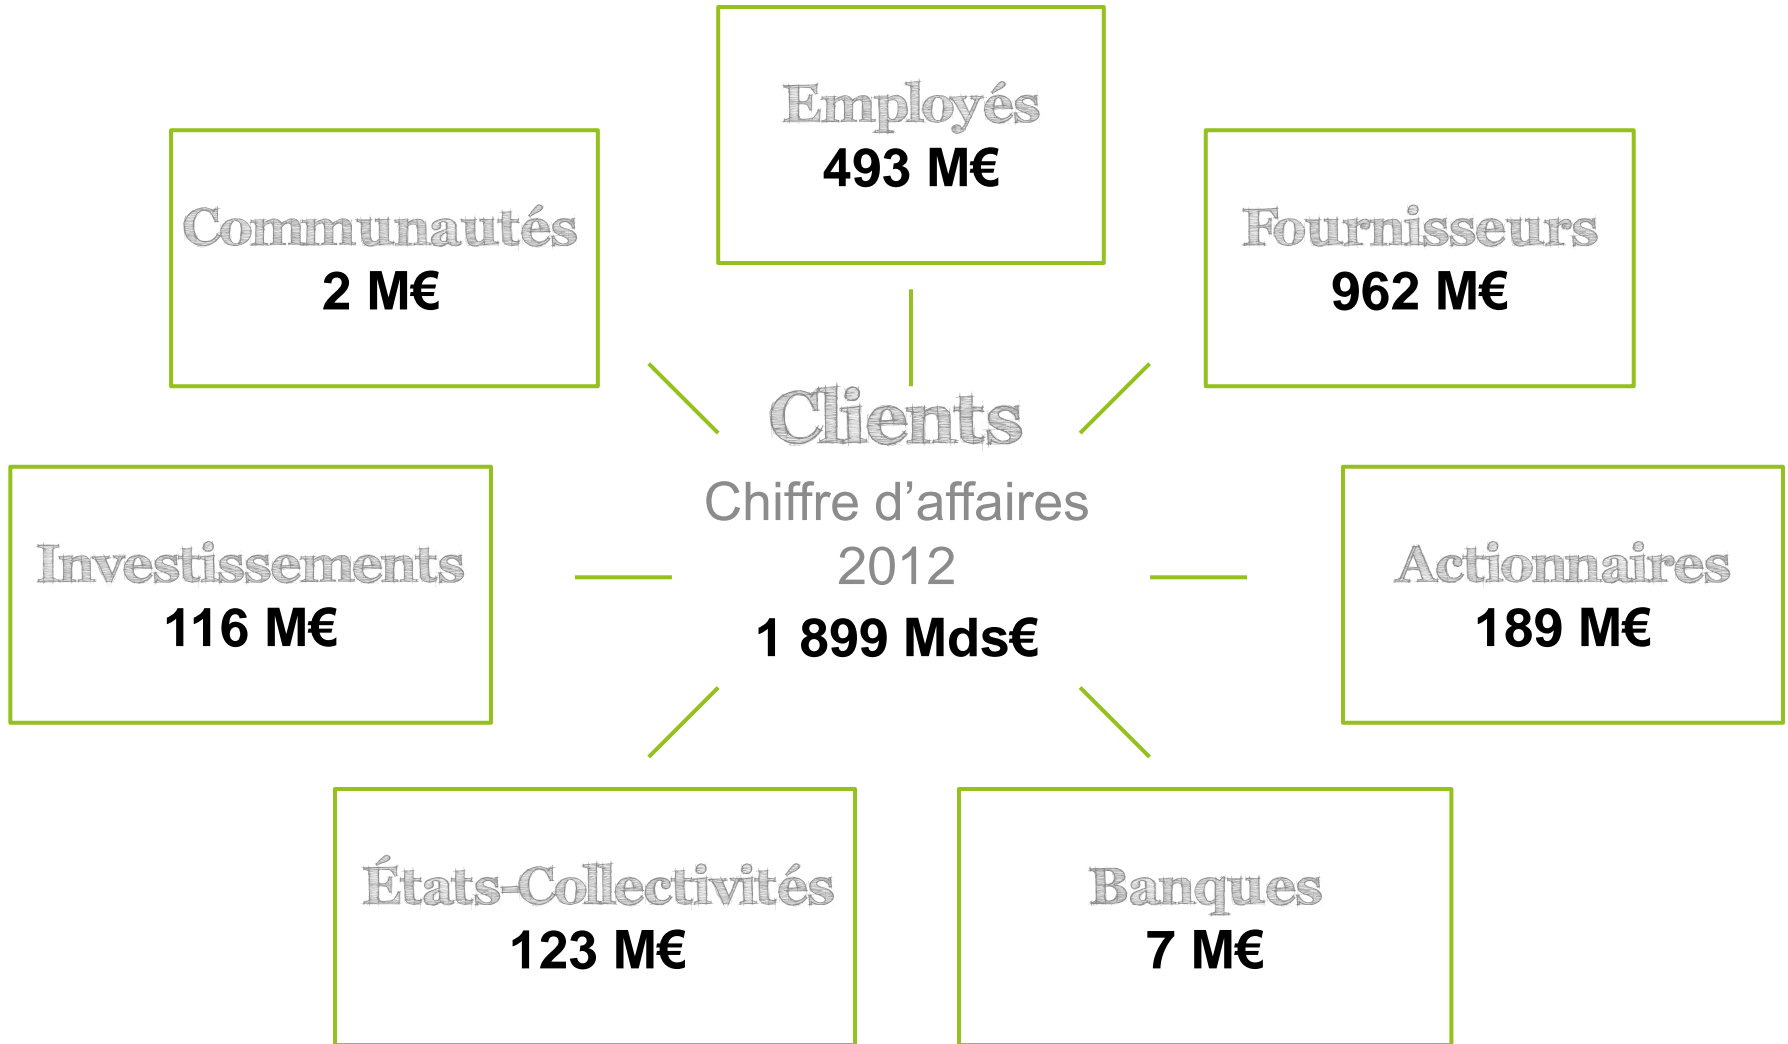 Employés
493 M€
Communautés
2 M€
Fournisseurs
962 M€
Clients
Chiffre d’affaires
2012
1 899 Mds€
Investissements
116 M€
Actionnaires
189 M€
États-Collectivités
123 M€
Banques
7 M€